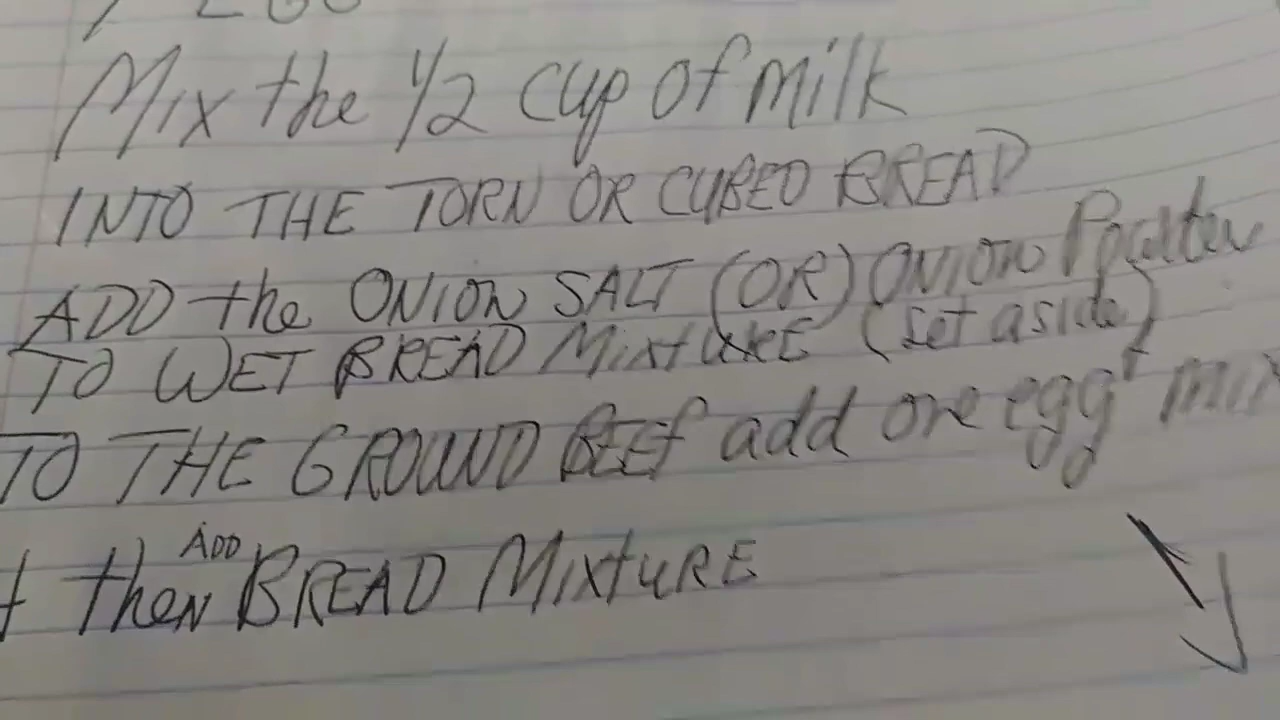 Mix the 1/2 cup of milk
INTO THE TORN OR CUBED BREAD
ADD the ONION SALT (OR) ONION Powder
TO WET BREAD MixtURE (set aside)
TO THE GROUND BEEf add one egg + mix
+ then ADD BREAD MixtuRE